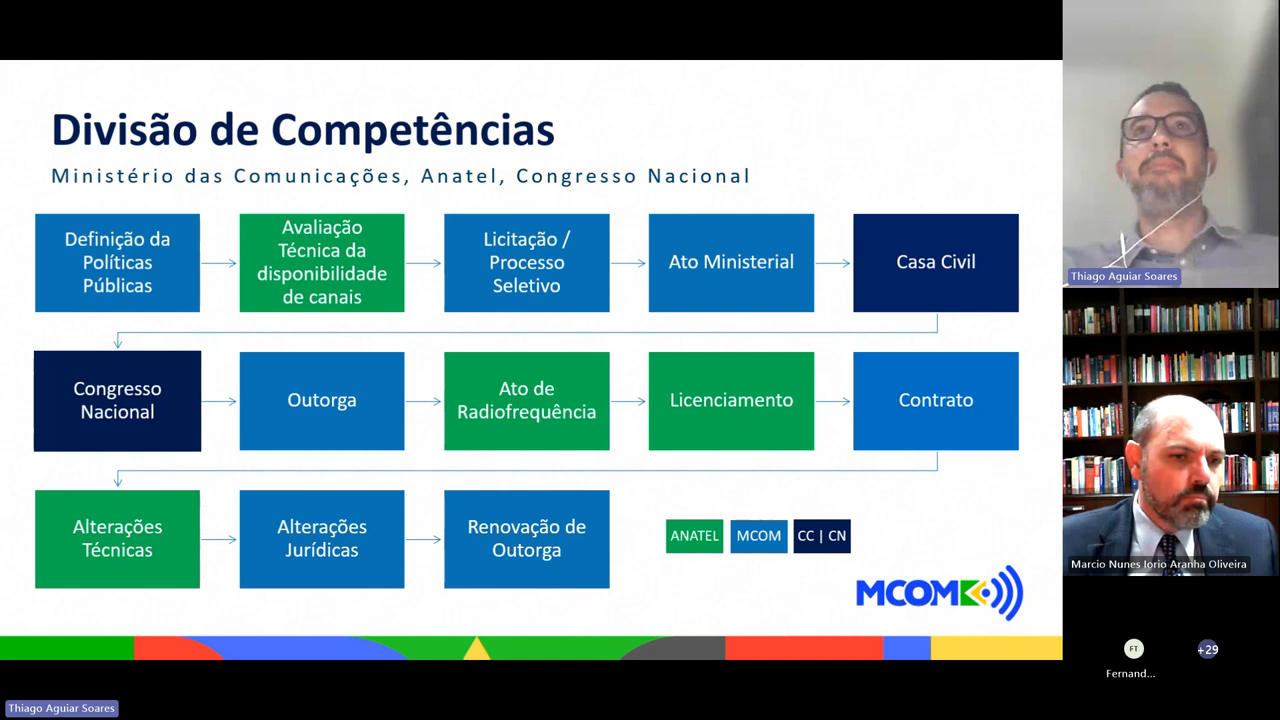 Divisão de Competências
Ministério das Comunicações, Anatel, Congresso Nacional
Definição da
Políticas
Públicas
Avaliação
Técnica da
disponibilidade
de canais
Licitação /
Processo
Seletivo
Ato Ministerial
Casa Civil
Congresso
Nacional
Outorga
Ato de
Radiofrequência
Licenciamento
Contrato
Alterações
Técnicas
Alterações
Jurídicas
Renovação de
Outorga
ANATEL
MCOM
CC | CN
MCOM
Thiago Aguiar Soares
Marcio Nunes Iorio Aranha Oliveira
FT
+29
Fernand...
Thiago Aguiar Soares